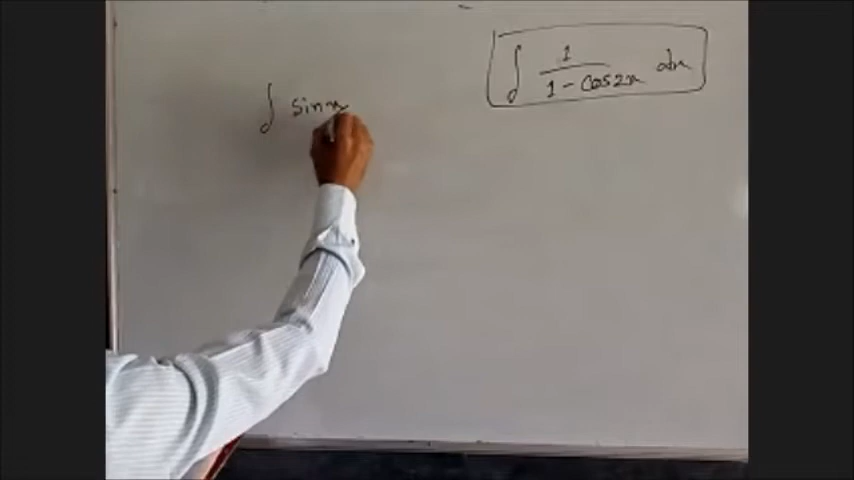 ∫ sinx
∫ 1/(1 - cos2x) dx